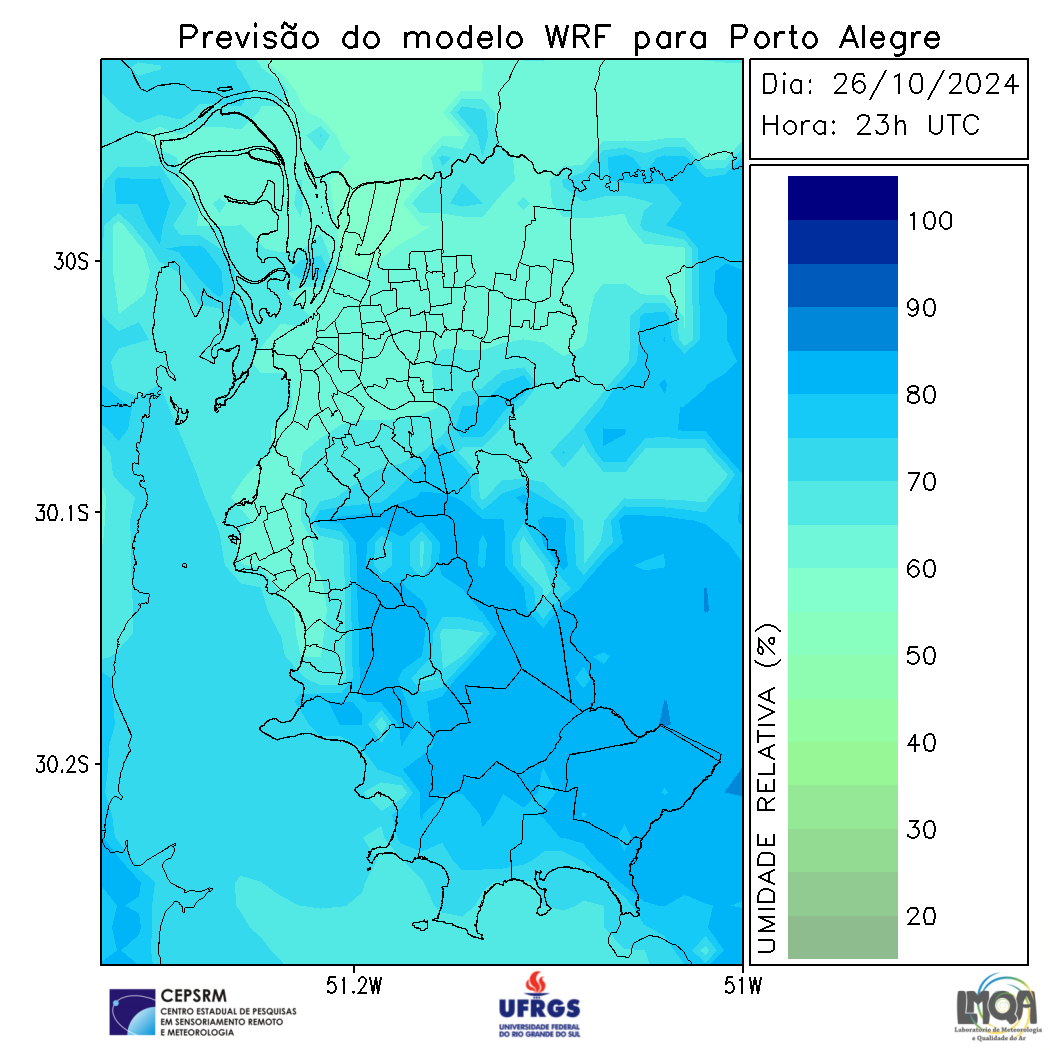 Previsão do modelo WRF para Porto Alegre
Dia: 26/10/2024
Hora: 23h UTC
30S
30.1S
30.2S
51.2W
51W
UMIDADE RELATIVA (%)
100
90
80
70
60
50
40
30
20
CEPSRM
CENTRO ESTADUAL DE PESQUISAS
EM SENSORIAMENTO REMOTO
E METEOROLOGIA
UFRGS
UNIVERSIDADE FEDERAL
DO RIO GRANDE DO SUL
LMQA
Laboratório de Meteorologia
e Qualidade do Ar